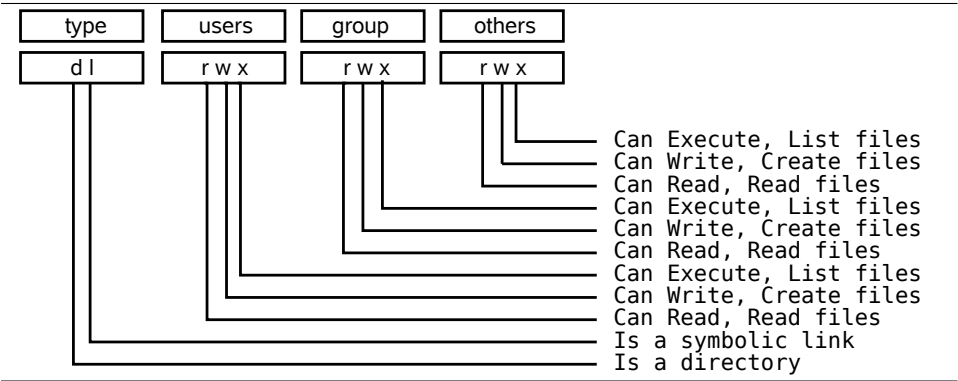 type users group others
d l r w x r w x r w x
Can Execute, List files
Can Write, Create files
Can Read, Read files
Can Execute, List files
Can Write, Create files
Can Read, Read files
Can Execute, List files
Can Write, Create files
Can Read, Read files
Is a symbolic link
Is a directory